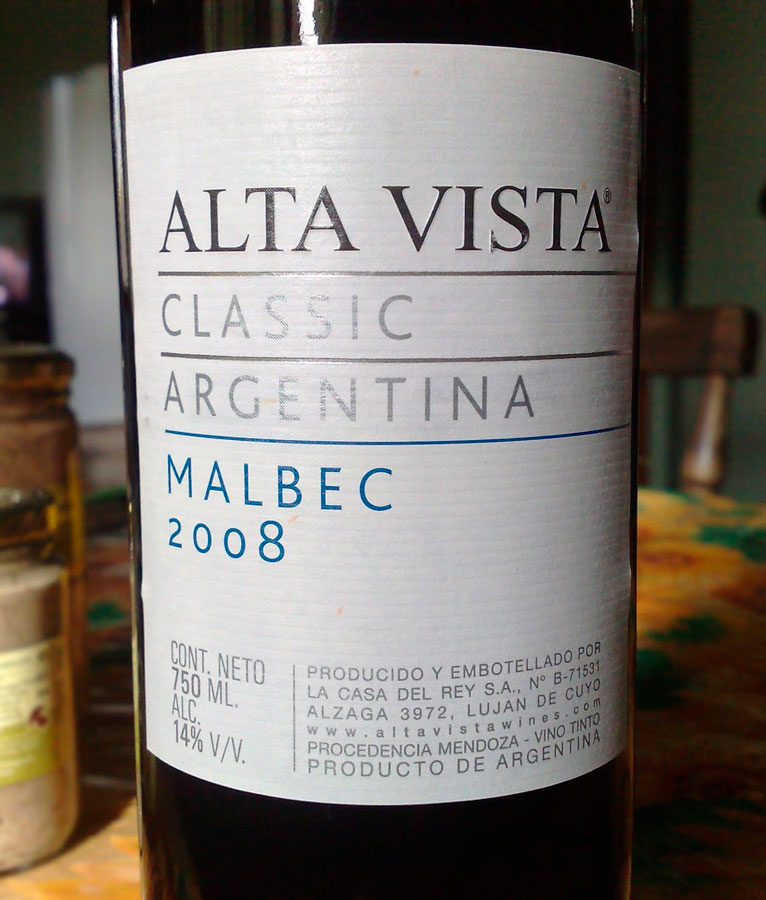 ALTA VISTA®
CLASSIC
ARGENTINA
MALBEC
2008
CONT. NETO
750 ML.
ALC.
14% V/V.
PRODUCIDO Y EMBOTELLADO POR
LA CASA DEL REY S.A., Nº B-71531
ALZAGA 3972, LUJAN DE CUYO
www.altavistawines.com
PROCEDENCIA MENDOZA - VINO TINTO
PRODUCTO DE ARGENTINA